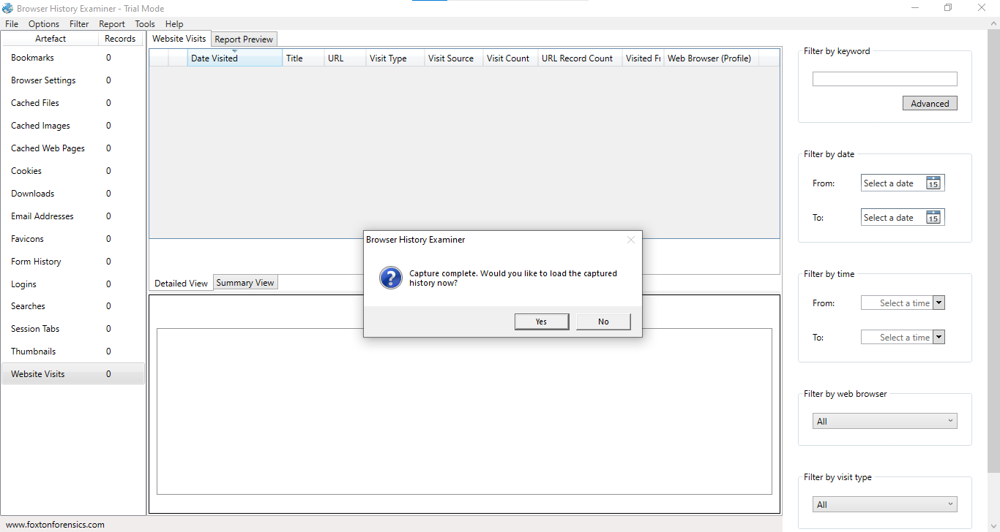 Browser History Examiner - Trial Mode
File Options Filter Report Tools Help
Artefact Records
Bookmarks 0
Browser Settings 0
Cached Files 0
Cached Images 0
Cached Web Pages 0
Cookies 0
Downloads 0
Email Addresses 0
Favicons 0
Form History 0
Logins 0
Searches 0
Session Tabs 0
Thumbnails 0
Website Visits 0
Website Visits Report Preview
Date Visited Title URL Visit Type Visit Source Visit Count URL Record Count Visited Fr Web Browser (Profile)
Browser History Examiner
Capture complete. Would you like to load the captured
history now?
Yes No
Detailed View Summary View
Filter by keyword
Advanced
Filter by date
From: Select a date 15
To: Select a date 15
Filter by time
From: Select a time
To: Select a time
Filter by web browser
All
Filter by visit type
All
www.foxtonforensics.com